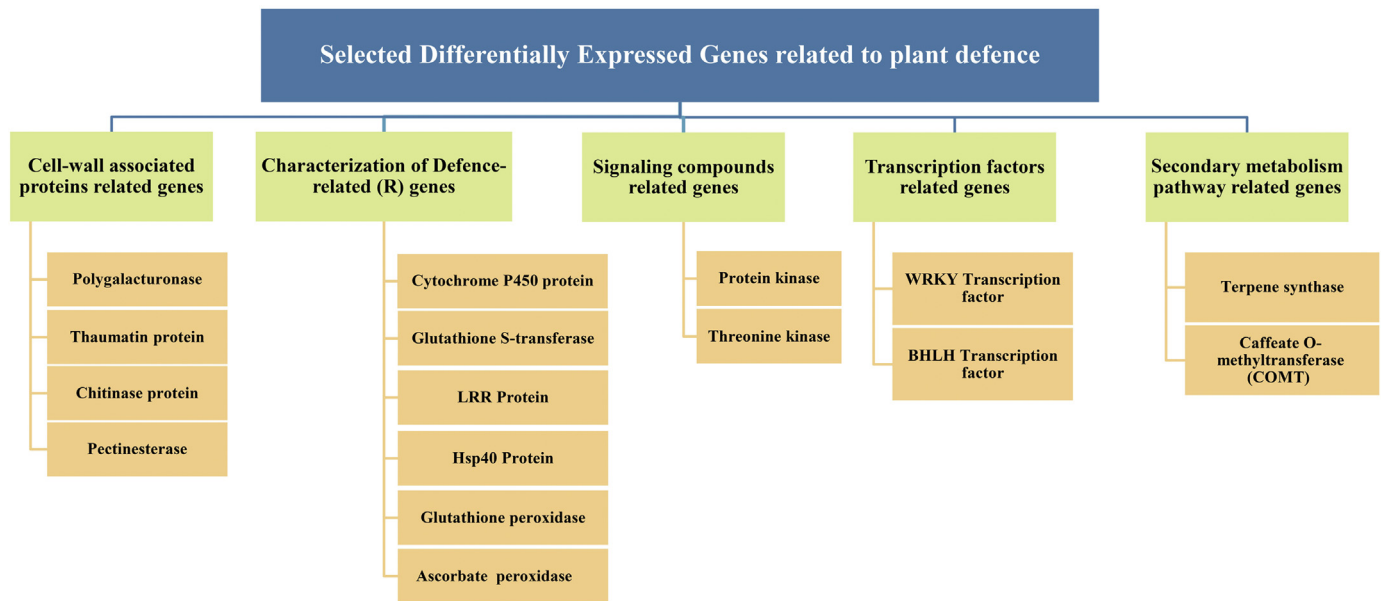 Selected Differentially Expressed Genes related to plant defence
Cell-wall associated
proteins related genes
Polygalacturonase
Thaumatin protein
Chitinase protein
Pectinesterase
Characterization of Defence-
related (R) genes
Cytochrome P450 protein
Glutathione S-transferase
LRR Protein
Hsp40 Protein
Glutathione peroxidase
Ascorbate peroxidase
Signaling compounds
related genes
Protein kinase
Threonine kinase
Transcription factors
related genes
WRKY Transcription
factor
BHLH Transcription
factor
Secondary metabolism
pathway related genes
Terpene synthase
Caffeate O-
methyltransferase
(COMT)